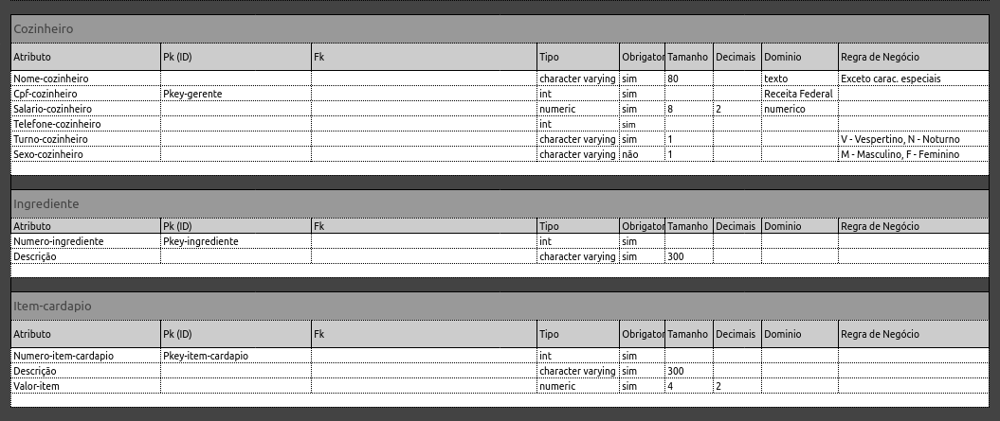 Cozinheiro
Atributo Pk (ID) Fk Tipo Obrigator Tamanho Decimais Dominio Regra de Negócio
Nome-cozinheiro character varying sim 80 texto Exceto carac. especiais
Cpf-cozinheiro Pkey-gerente int sim Receita Federal
Salario-cozinheiro numeric sim 8 2 numerico
Telefone-cozinheiro int sim
Turno-cozinheiro character varying sim 1 V - Vespertino, N - Noturno
Sexo-cozinheiro character varying não 1 M - Masculino, F - Feminino
Ingrediente
Atributo Pk (ID) Fk Tipo Obrigator Tamanho Decimais Dominio Regra de Negócio
Numero-ingrediente Pkey-ingrediente int sim
Descrição character varying sim 300
Item-cardapio
Atributo Pk (ID) Fk Tipo Obrigator Tamanho Decimais Dominio Regra de Negócio
Numero-item-cardapio Pkey-item-cardapio int sim
Descrição character varying sim 300
Valor-item numeric sim 4 2